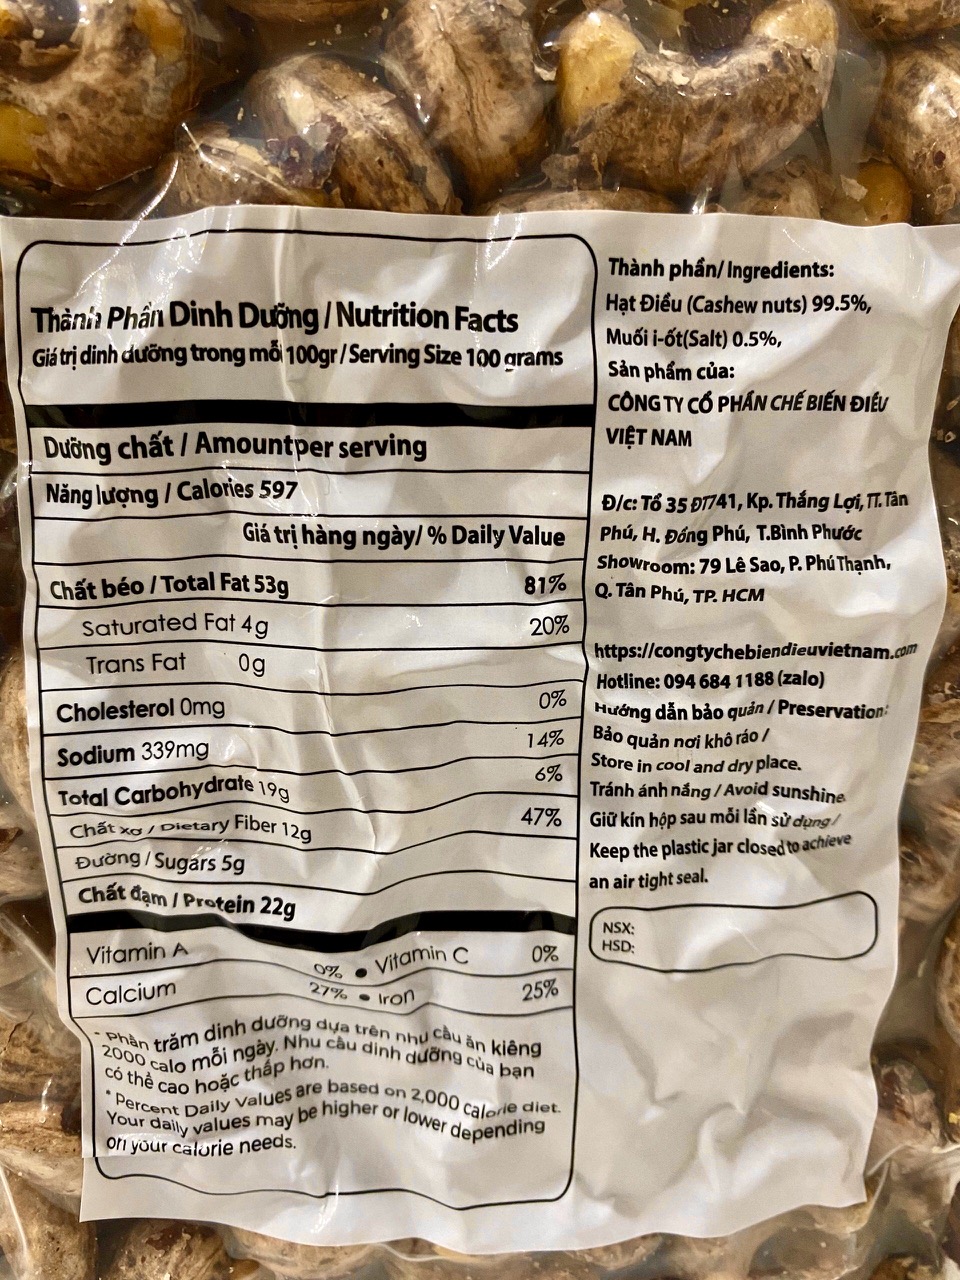 Thành Phần Dinh Dưỡng / Nutrition Facts
Giá trị dinh dưỡng trong mỗi 100gr / Serving Size 100 grams
Dưỡng chất / Amountper serving
Năng lượng / Calories 597
Giá trị hàng ngày/ % Daily Value
Chất béo / Total Fat 53g 81%
Saturated Fat 4g 20%
Trans Fat 0g
Cholesterol 0mg 0%
Sodium 339mg 14%
Total Carbohydrate 19g 6%
Chất xơ / Dietary Fiber 12g 47%
Đường / Sugars 5g
Chất đạm / Protein 22g
Vitamin A 0% • Vitamin C 0%
Calcium 27% • Iron 25%
* Phần trăm dinh dưỡng dựa trên nhu cầu ăn kiêng
2000 calo mỗi ngày. Nhu cầu dinh dưỡng của bạn
có thể cao hoặc thấp hơn.
* Percent Daily Values are based on 2,000 calorie diet.
Your daily values may be higher or lower depending
on your calorie needs.
Thành phần/ Ingredients:
Hạt Điều (Cashew nuts) 99.5%,
Muối i-ốt(Salt) 0.5%,
Sản phẩm của:
CÔNG TY CỔ PHẦN CHẾ BIẾN ĐIỀU
VIỆT NAM
Đ/c: Tổ 35 ĐT741, Kp. Thắng Lợi, TT. Tân
Phú, H. Đồng Phú, T.Bình Phước
Showroom: 79 Lê Sao, P. Phú Thạnh,
Q. Tân Phú, TP. HCM
https://congtychebiendieuvietnam.com
Hotline: 094 684 1188 (zalo)
Hướng dẫn bảo quản / Preservation:
Bảo quản nơi khô ráo /
Store in cool and dry place.
Tránh ánh nắng / Avoid sunshine
Giữ kín hộp sau mỗi lần sử dụng /
Keep the plastic jar closed to achieve
an air tight seal.
NSX:
HSD: